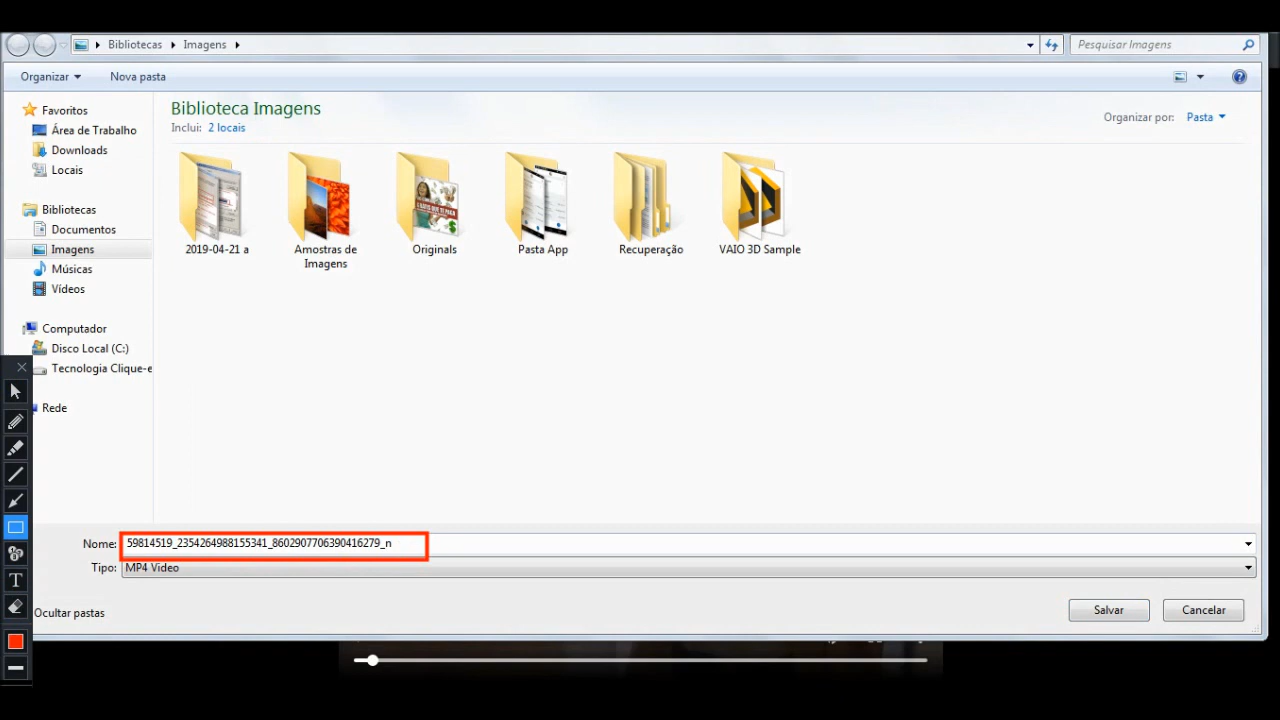 Bibliotecas Imagens
Pesquisar Imagens
Organizar Nova pasta
Favoritos
Área de Trabalho
Downloads
Locais
Bibliotecas
Documentos
Imagens
Músicas
Vídeos
Computador
Disco Local (C:)
Tecnologia Clique-e
Rede
Biblioteca Imagens
Inclui: 2 locais
Organizar por: Pasta
2019-04-21 a
Amostras de
Imagens
Originals
Pasta App
Recuperação
VAIO 3D Sample
Nome: 59814519_2354264988155341_8602907706390416279_n
Tipo: MP4 Video
Ocultar pastas
Salvar
Cancelar
T